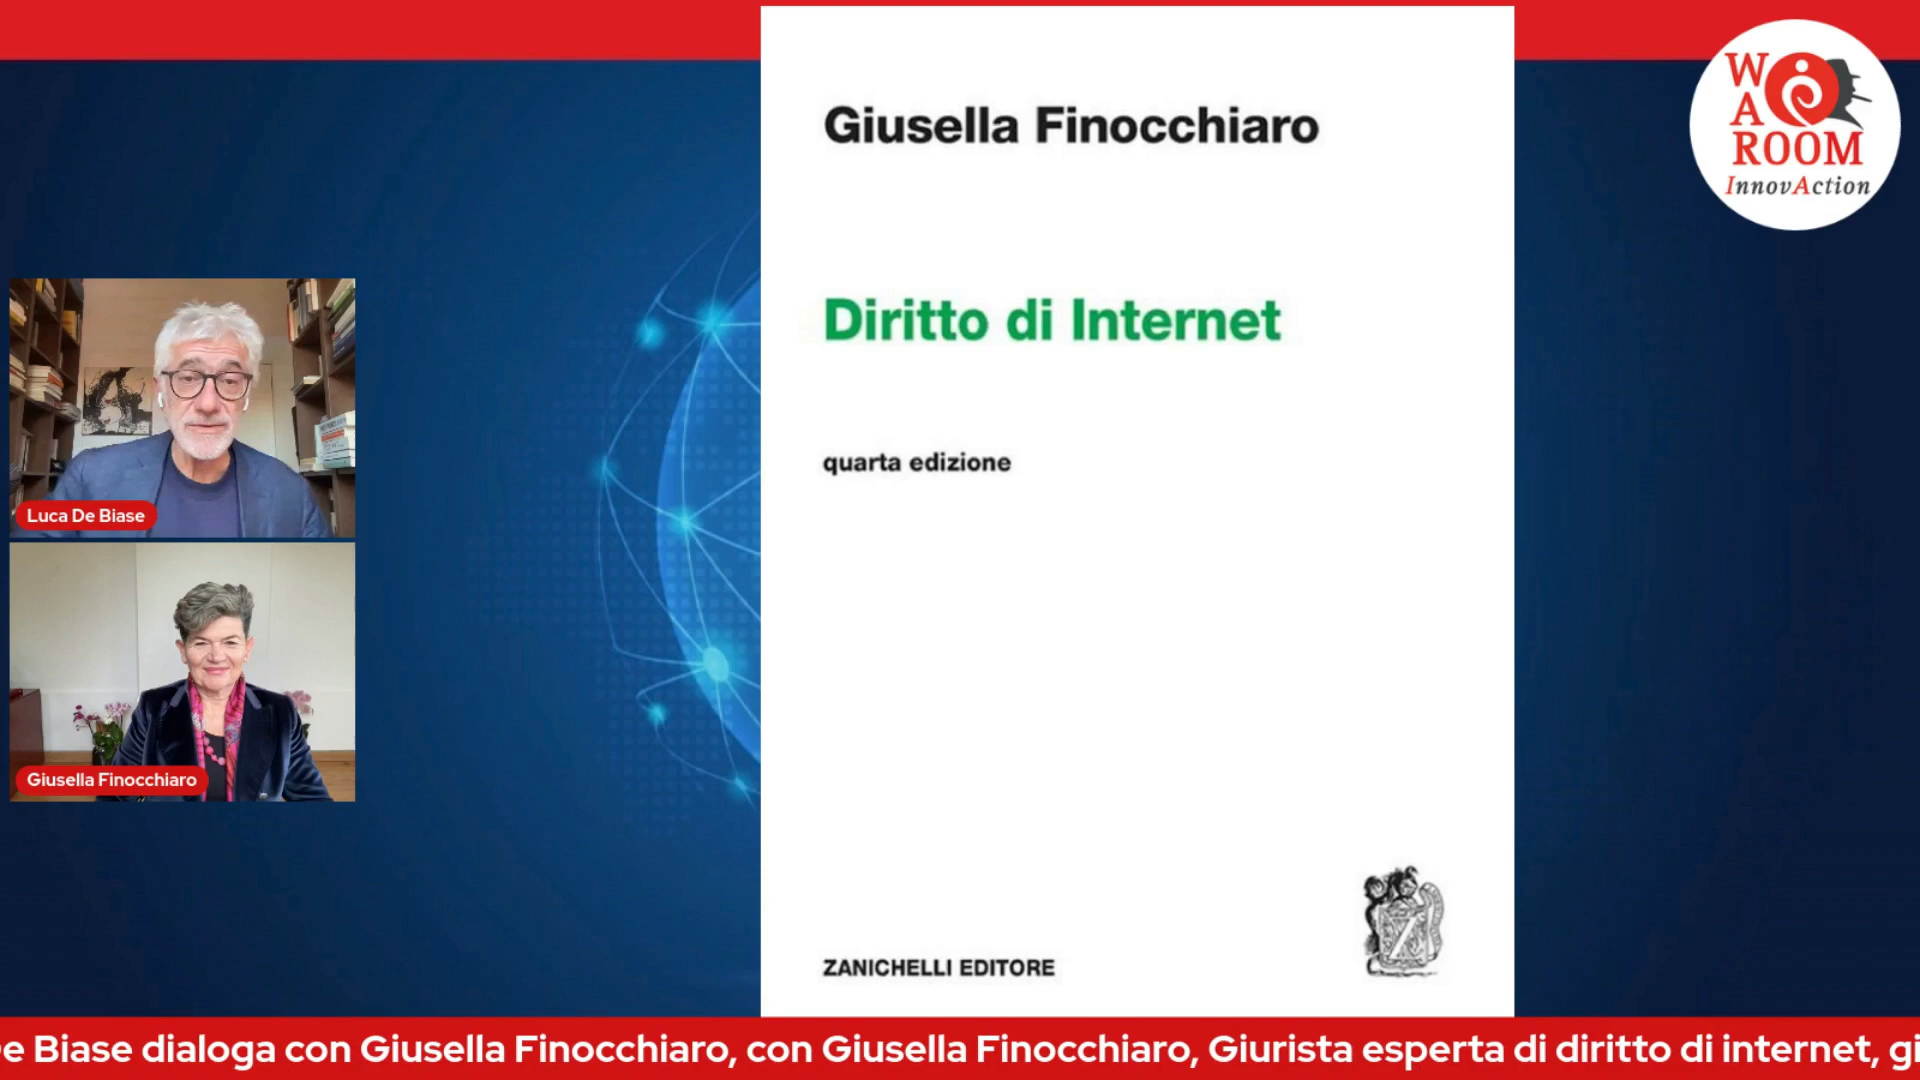 Giusella Finocchiaro
Diritto di Internet
quarta edizione
ZANICHELLI EDITORE
WAR
ROOM
InnovAction
Luca De Biase
Giusella Finocchiaro
e Biase dialoga con Giusella Finocchiaro, con Giusella Finocchiaro, Giurista esperta di diritto di internet, gi